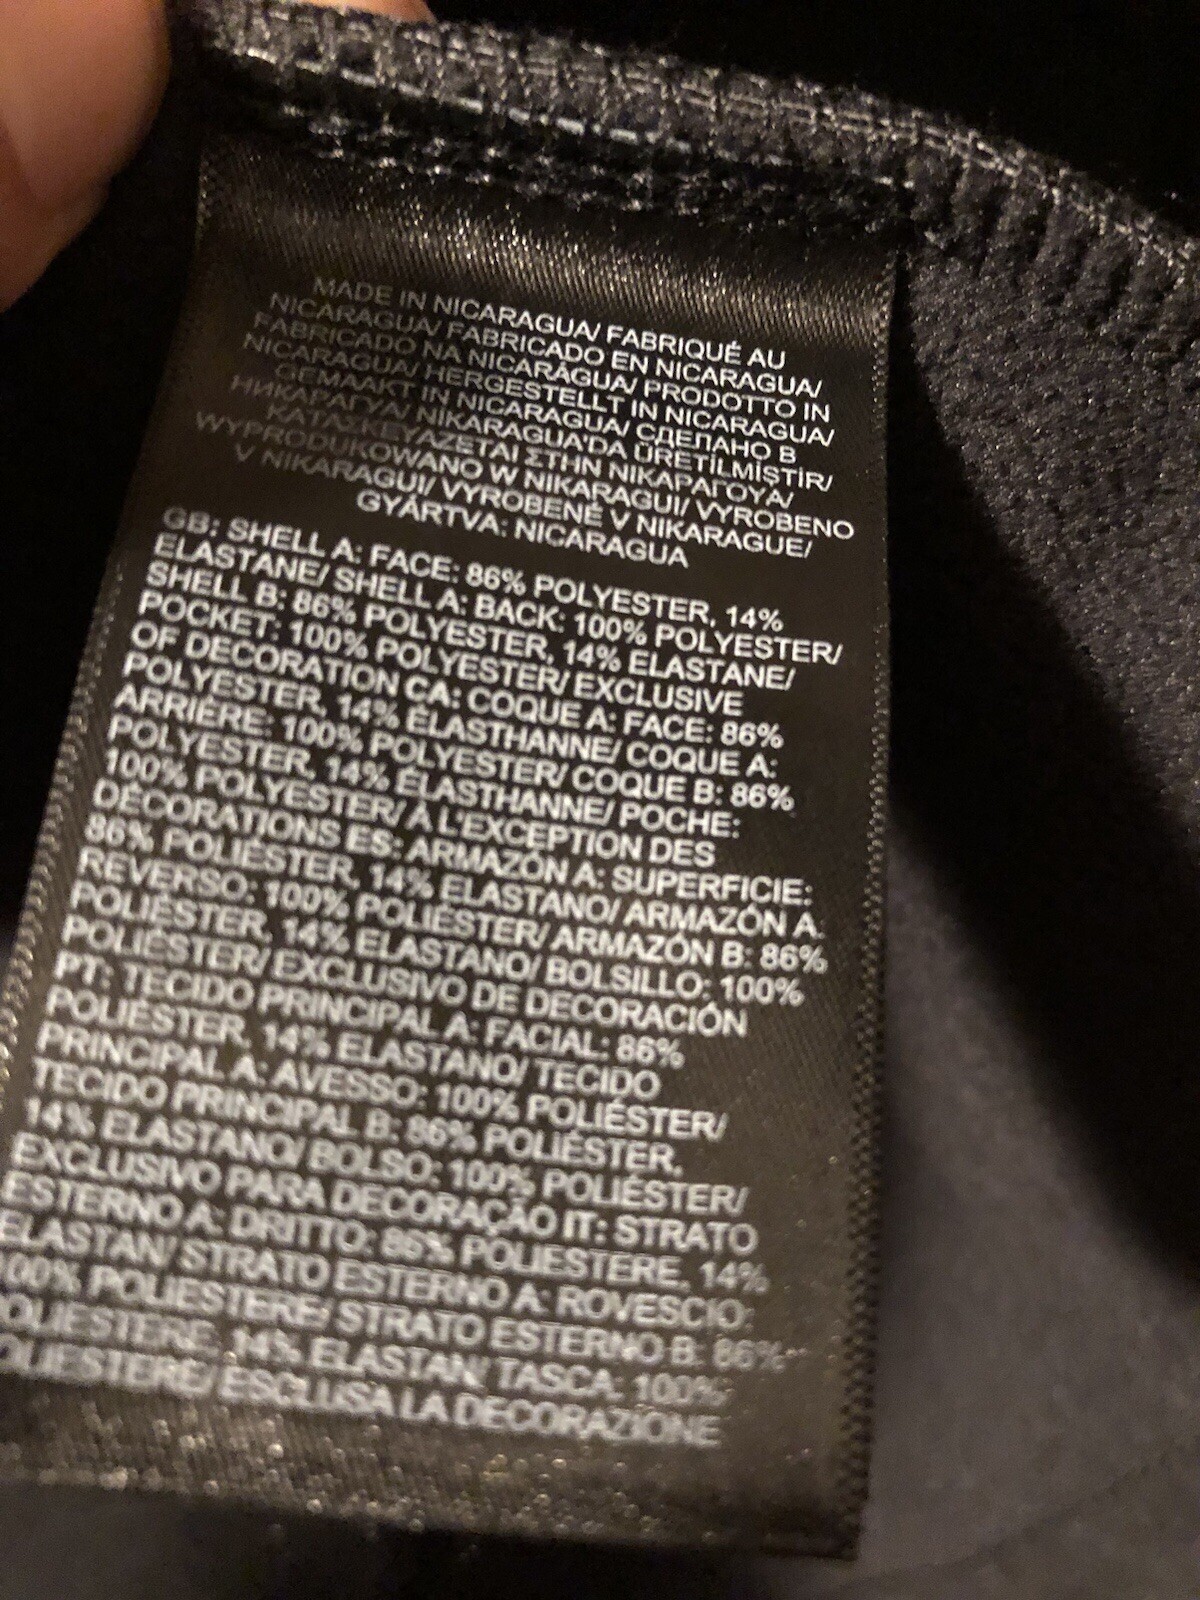 MADE IN NICARAGUA/ FABRIQUÉ AU
NICARAGUA/ FABRICADO EN NICARAGUA/
FABRICADO NA NICARÁGUA/ PRODOTTO IN
NICARAGUA/ HERGESTELLT IN NICARAGUA/
GEMAAKT IN NICARAGUA/ СДЕЛАНО В
НИКАРАГУА/ NİKARAGUA'DA ÜRETİLMİŞTİR/
ΚΑΤΑΣΚΕΥΑΖΕΤΑΙ ΣΤΗΝ ΝΙΚΑΡΑΓΟΥΑ/
WYPRODUKOWANO W NIKARAGUI/ VYROBENO
V NIKARAGUI/ VYROBENÉ V NIKARAGUE/
GYÁRTVA: NICARAGUA
GB: SHELL A: FACE: 86% POLYESTER, 14%
ELASTANE/ SHELL A: BACK: 100% POLYESTER/
SHELL B: 86% POLYESTER, 14% ELASTANE/
POCKET: 100% POLYESTER/ EXCLUSIVE
OF DECORATION CA: COQUE A: FACE: 86%
POLYESTER, 14% ÉLASTHANNE/ COQUE A:
ARRIÈRE: 100% POLYESTER/ COQUE B: 86%
POLYESTER, 14% ÉLASTHANNE/ POCHE:
100% POLYESTER/ À L'EXCEPTION DES
DÉCORATIONS ES: ARMAZÓN A: SUPERFICIE:
86% POLIÉSTER, 14% ELASTANO/ ARMAZÓN A:
REVERSO: 100% POLIÉSTER/ ARMAZÓN B: 86%
POLIÉSTER, 14% ELASTANO/ BOLSILLO: 100%
POLIÉSTER/ EXCLUSIVO DE DECORACIÓN
PT: TECIDO PRINCIPAL A: FACIAL: 86%
POLIÉSTER, 14% ELASTANO/ TECIDO
PRINCIPAL A: AVESSO: 100% POLIÉSTER/
TECIDO PRINCIPAL B: 86% POLIÉSTER,
14% ELASTANO/ BOLSO: 100% POLIÉSTER/
EXCLUSIVO PARA DECORAÇÃO IT: STRATO
ESTERNO A: DRITTO: 86% POLIESTERE, 14%
ELASTAN/ STRATO ESTERNO A: ROVESCIO:
100% POLIESTERE/ STRATO ESTERNO B: 86%
POLIESTERE, 14% ELASTAN/ TASCA: 100%
POLIESTERE/ ESCLUSA LA DECORAZIONE